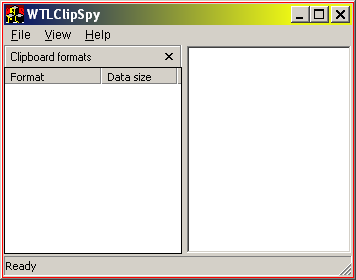 WTLClipSpy
File View Help
Clipboard formats
Format Data size
Ready